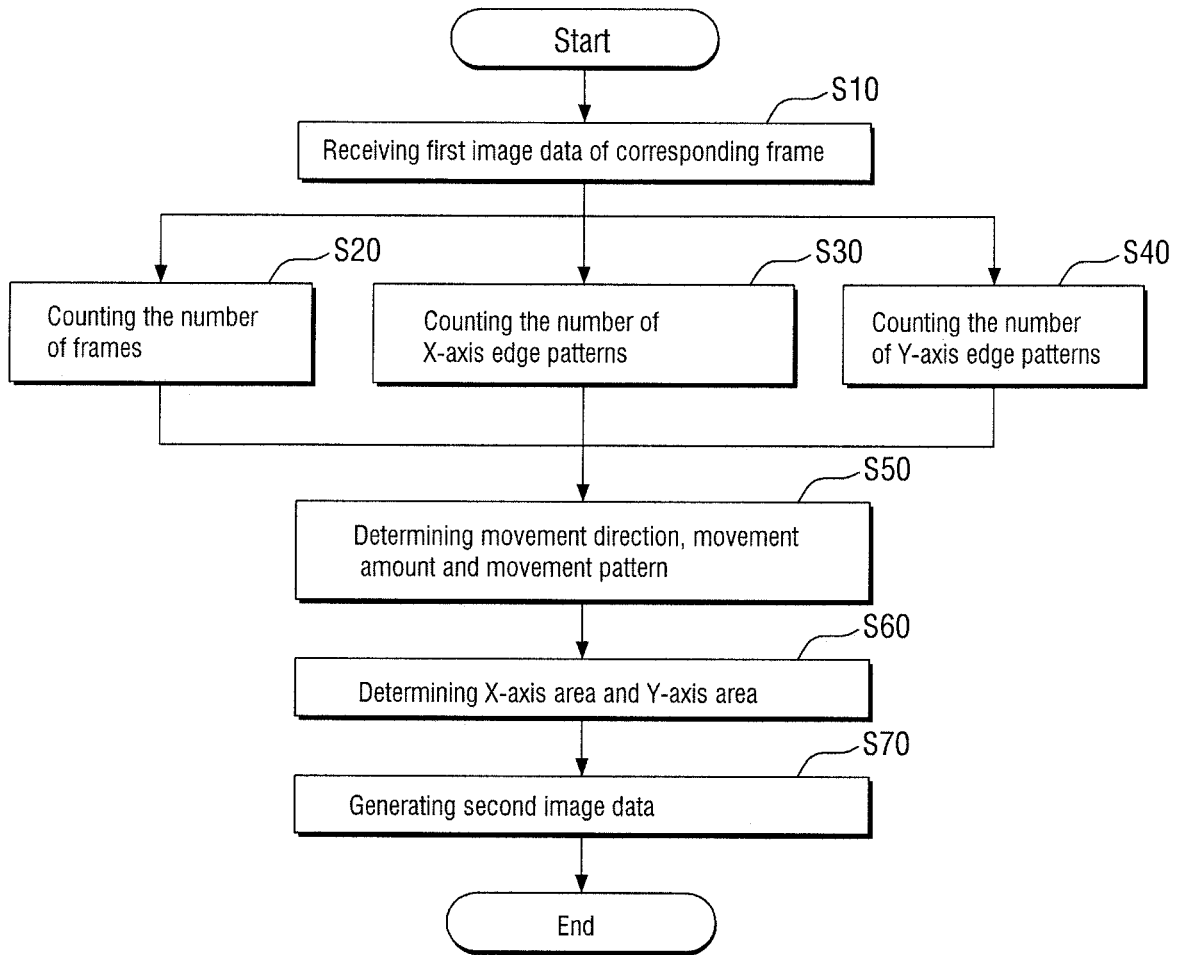 Start
S10
Receiving first image data of corresponding frame
S20
Counting the number
of frames
S30
Counting the number of
X-axis edge patterns
S40
Counting the number
of Y-axis edge patterns
S50
Determining movement direction, movement
amount and movement pattern
S60
Determining X-axis area and Y-axis area
S70
Generating second image data
End